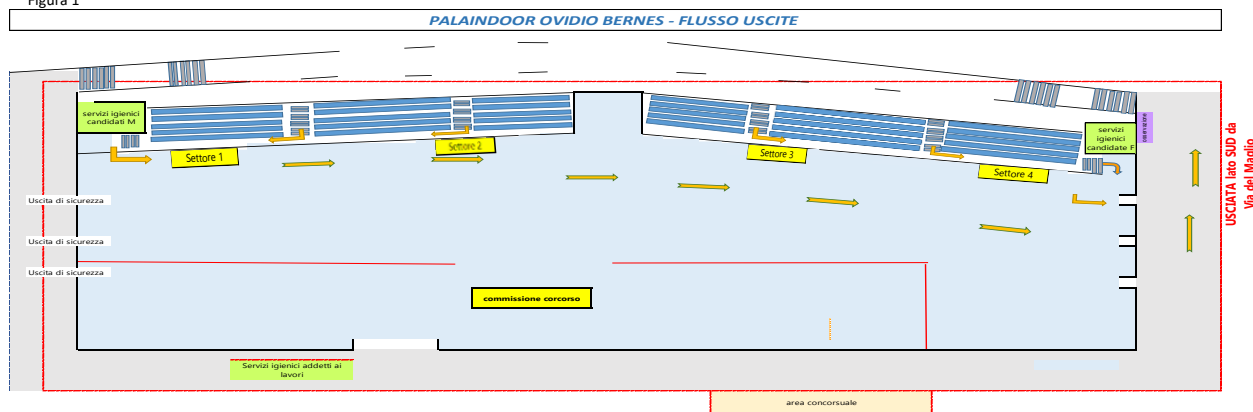 Figura 1
PALAINDOOR OVIDIO BERNES - FLUSSO USCITE
servizi igienici
candidati M
servizi
igienici
candidate F
Settore 1
Settore 2
Settore 3
Settore 4
Uscita di sicurezza
Uscita di sicurezza
Uscita di sicurezza
USCIATA lato SUD da
Via del Maglio
commissione corcorso
Servizi igienici addetti ai
lavori
area concorsuale